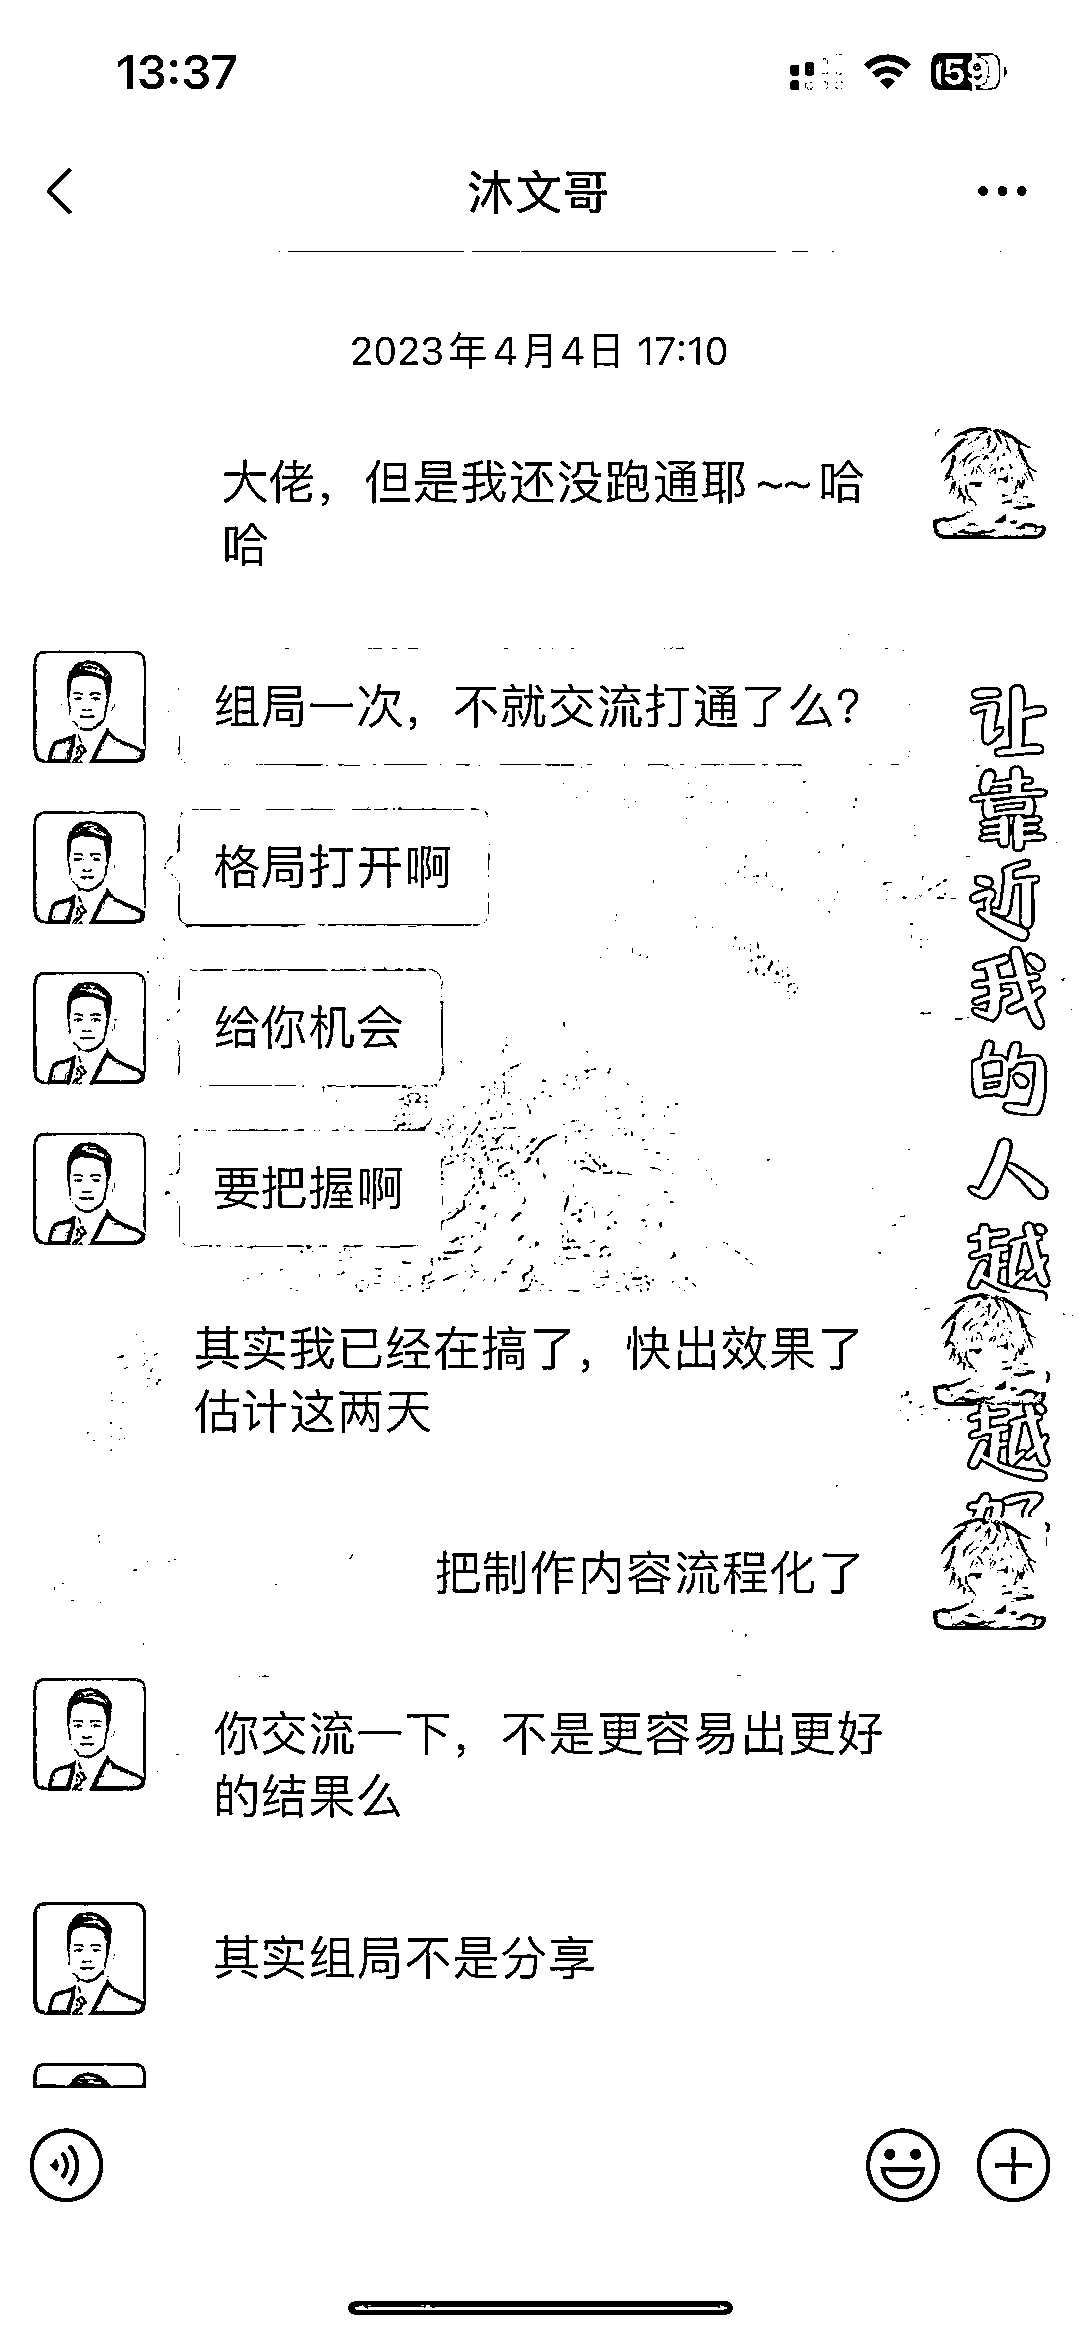 13:37
59
沐文哥
2023年4月4日 17:10
大佬，但是我还没跑通耶~~哈
哈
组局一次，不就交流打通了么？
格局打开啊
给你机会
要把握啊
其实我已经在搞了，快出效果了
估计这两天
把制作内容流程化了
你交流一下，不是更容易出更好
的结果么
其实组局不是分享
让靠近我的人越越